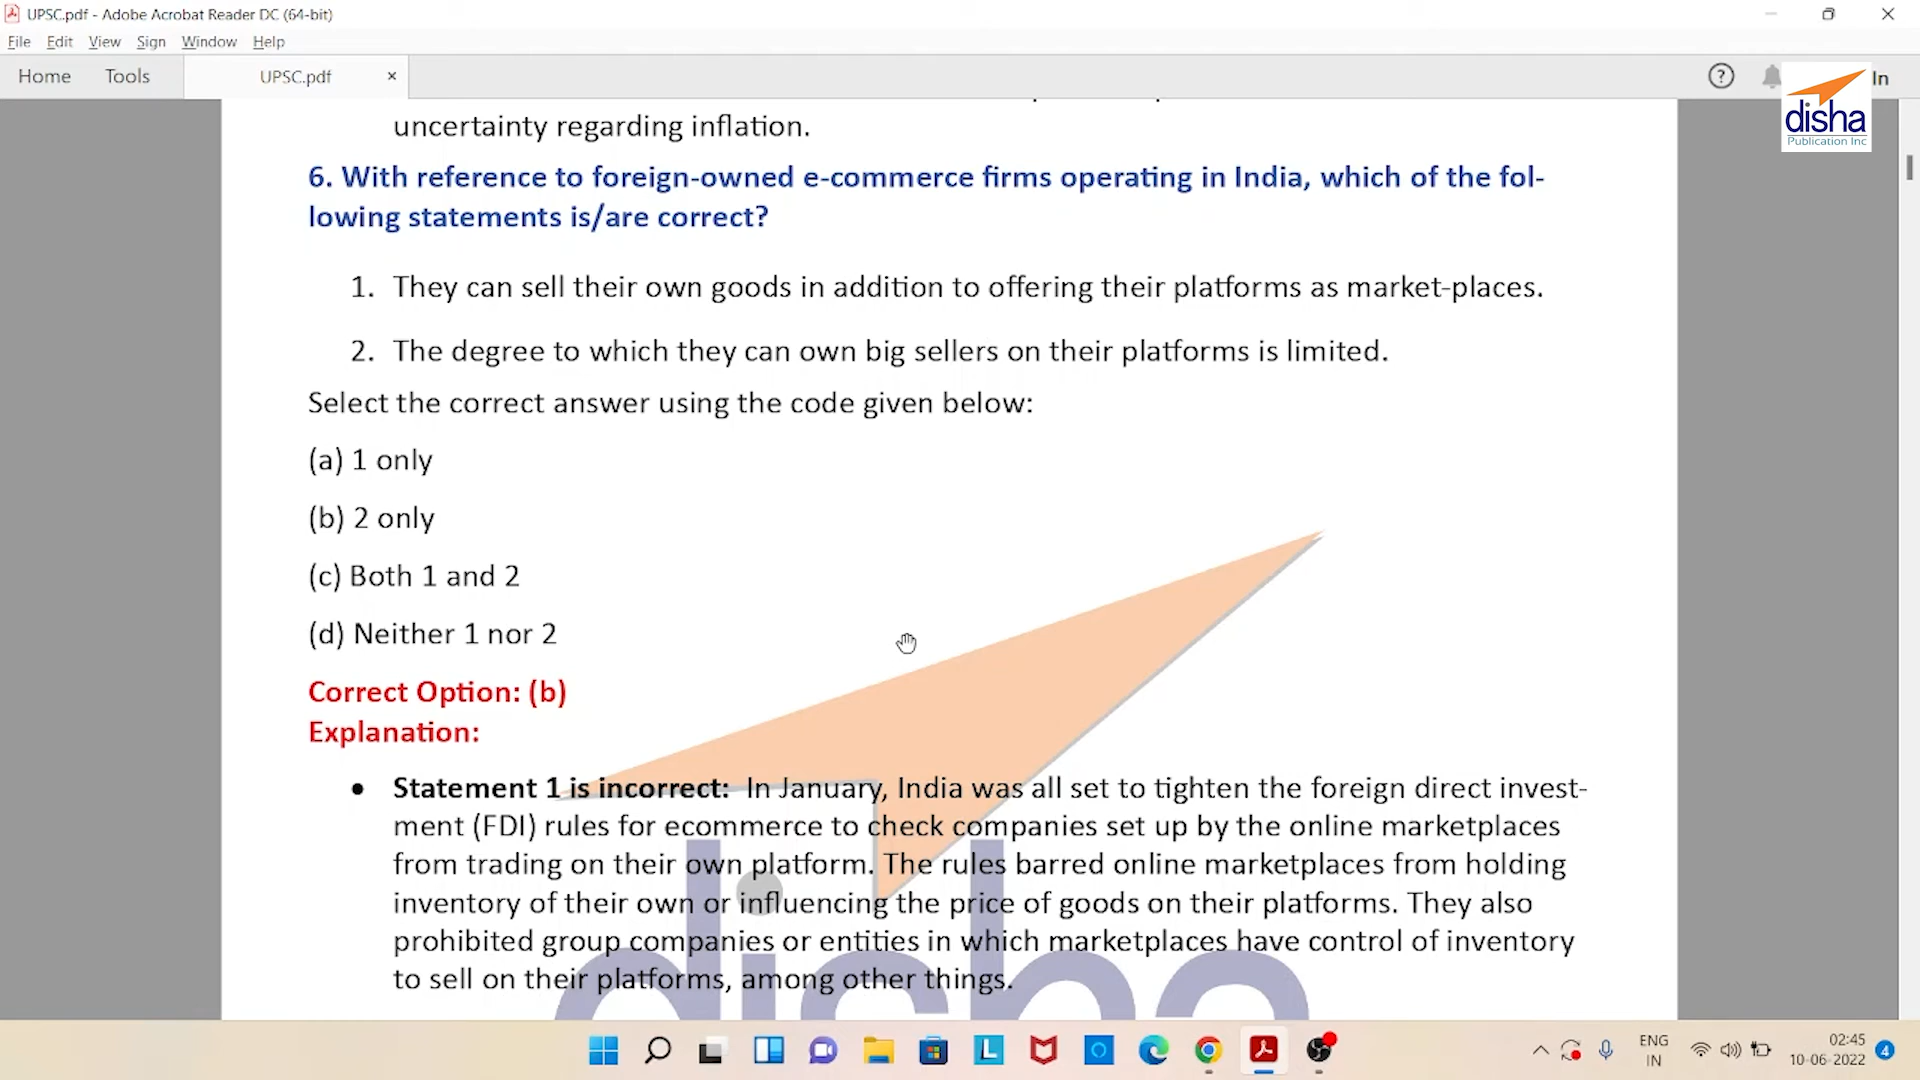 UPSC.pdf - Adobe Acrobat Reader DC (64-bit)
File Edit View Sign Window Help
Home Tools UPSC.pdf × ? In
disha
Publication Inc
uncertainty regarding inflation.
6. With reference to foreign-owned e-commerce firms operating in India, which of the fol-
lowing statements is/are correct?
1. They can sell their own goods in addition to offering their platforms as market-places.
2. The degree to which they can own big sellers on their platforms is limited.
Select the correct answer using the code given below:
(a) 1 only
(b) 2 only
(c) Both 1 and 2
(d) Neither 1 nor 2
Correct Option: (b)
Explanation:
• Statement 1 is incorrect: In January, India was all set to tighten the foreign direct invest-
ment (FDI) rules for ecommerce to check companies set up by the online marketplaces
from trading on their own platform. The rules barred online marketplaces from holding
inventory of their own or influencing the price of goods on their platforms. They also
prohibited group companies or entities in which marketplaces have control of inventory
to sell on their platforms, among other things.
disha
L
ENG
IN
02:45
10-06-2022
4